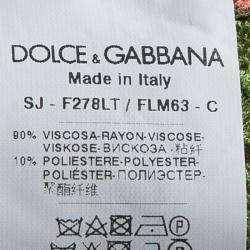 DOLCE & GABBANA
Made in Italy
SJ - F278LT / FLM63 - C
90% VISCOSA-RAYON-VISCOSE-
VISKOSE-ВИСКОЗА -粘纤
10% POLIESTERE-POLYESTER-
POLIÉSTER-ПОЛИЭСТЕР-
聚酯纤维